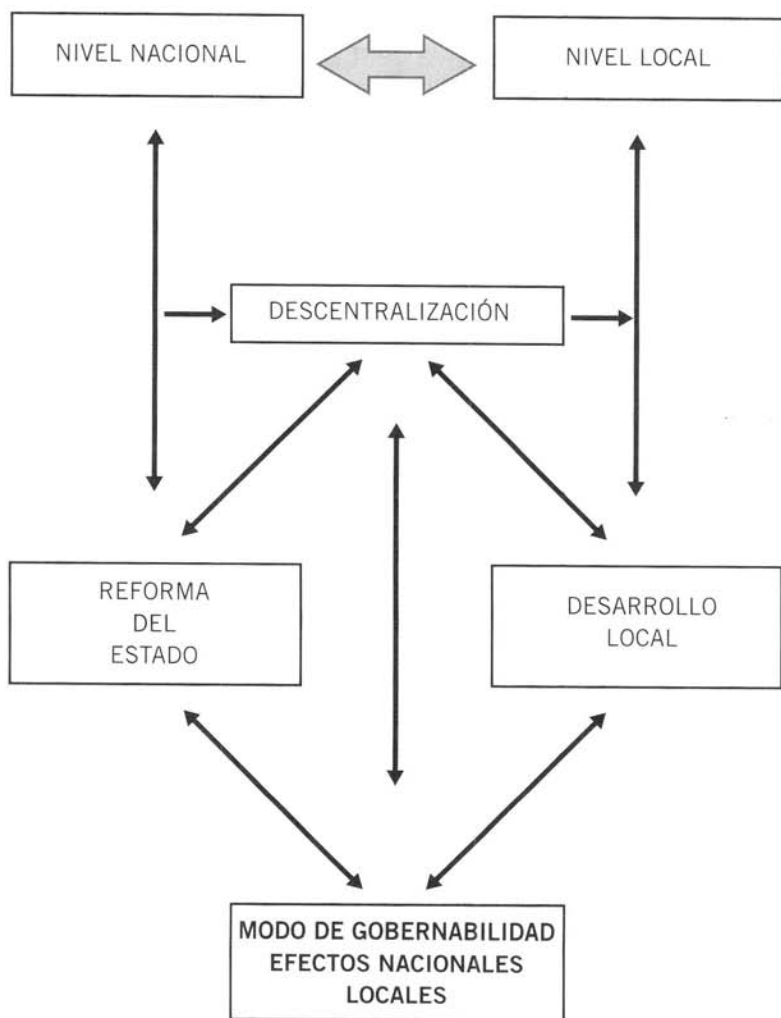 NIVEL NACIONAL
NIVEL LOCAL
DESCENTRALIZACIÓN
REFORMA
DEL
ESTADO
DESARROLLO
LOCAL
MODO DE GOBERNABILIDAD
EFECTOS NACIONALES
LOCALES